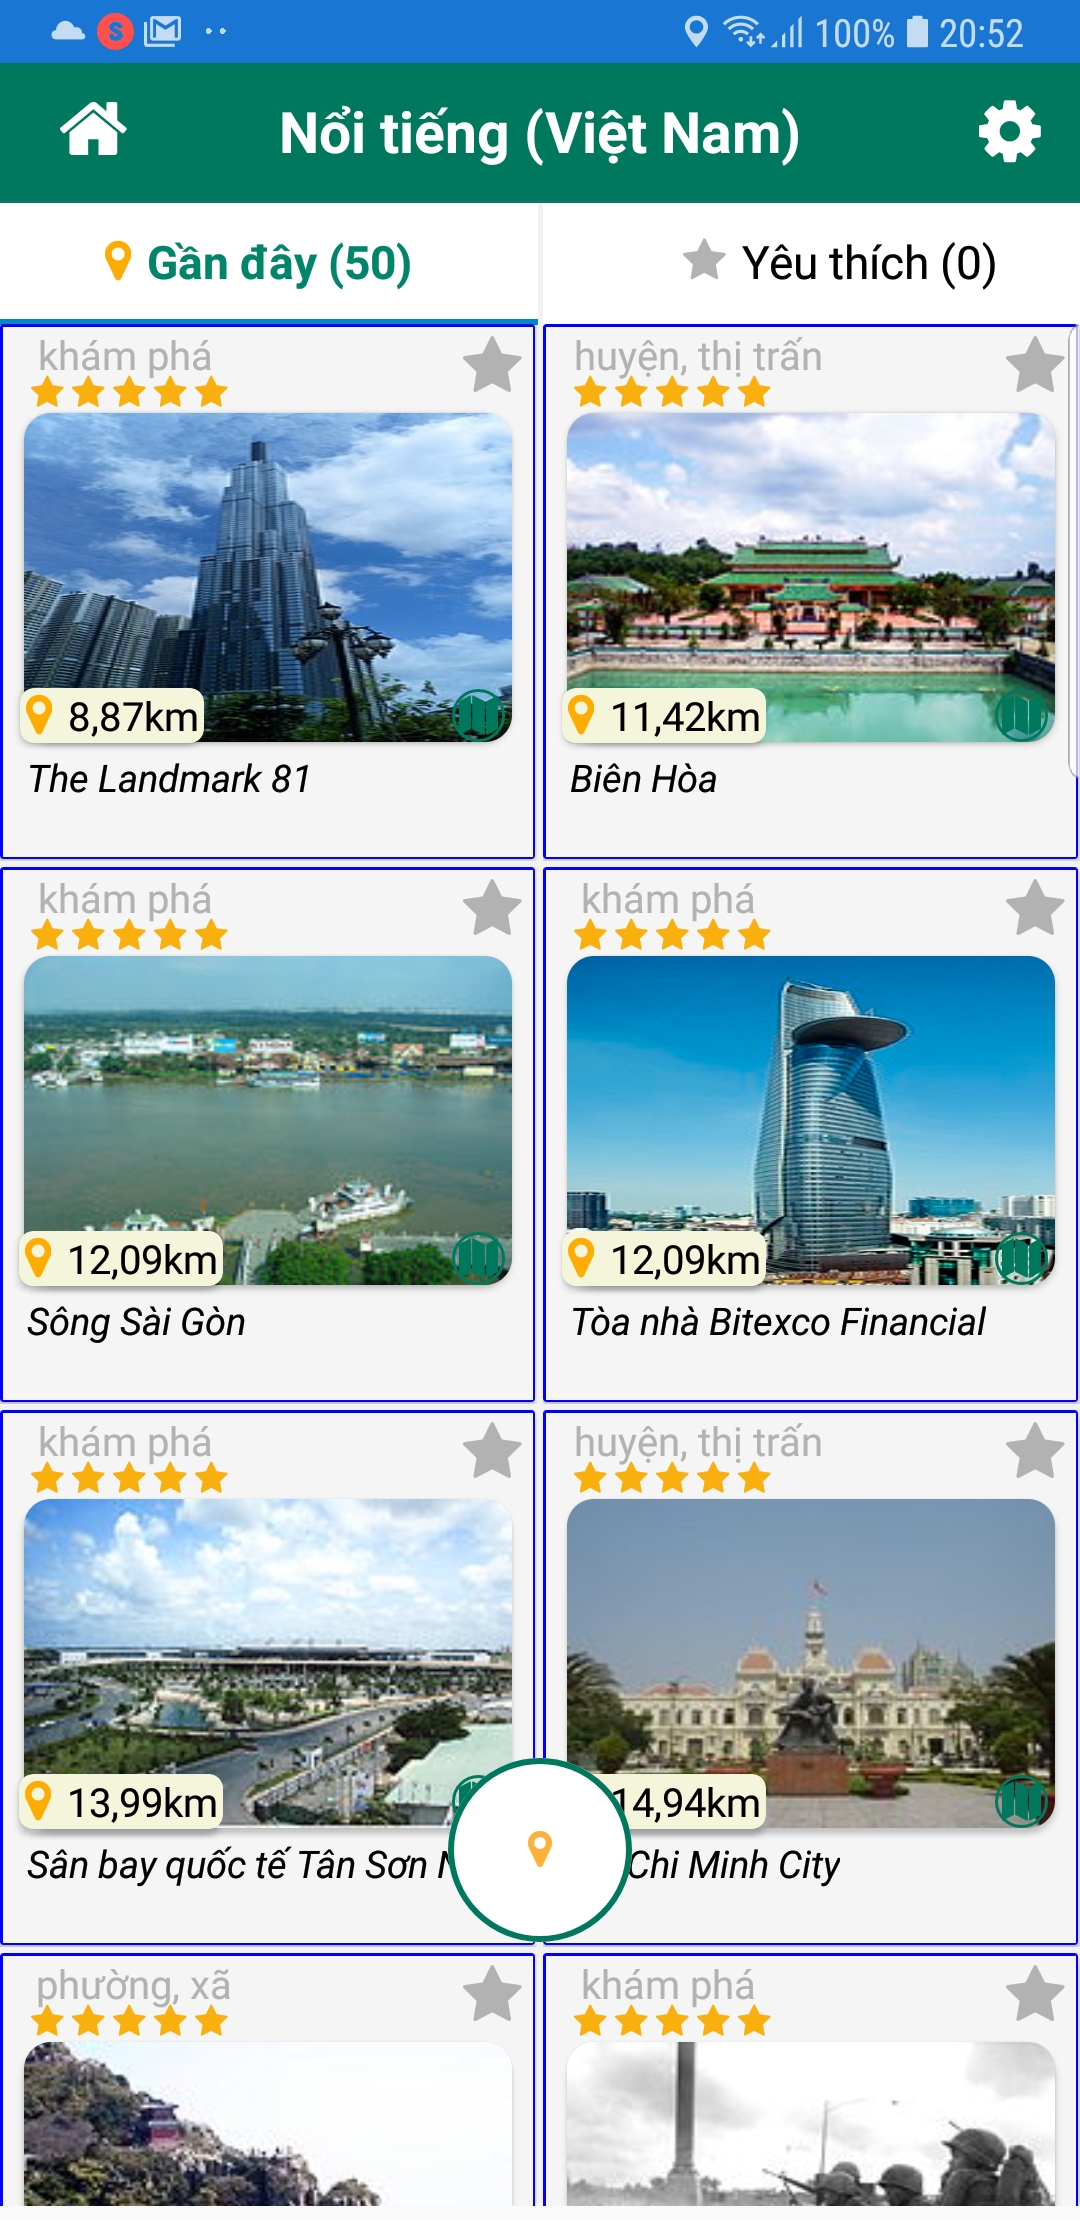 100% 20:52
Nổi tiếng (Việt Nam)
Gần đây (50)
Yêu thích (0)
khám phá
8,87km
The Landmark 81
huyện, thị trấn
11,42km
Biên Hòa
khám phá
12,09km
Sông Sài Gòn
khám phá
12,09km
Tòa nhà Bitexco Financial
khám phá
13,99km
Sân bay quốc tế Tân Sơn
huyện, thị trấn
14,94km
Chi Minh City
phường, xã
khám phá